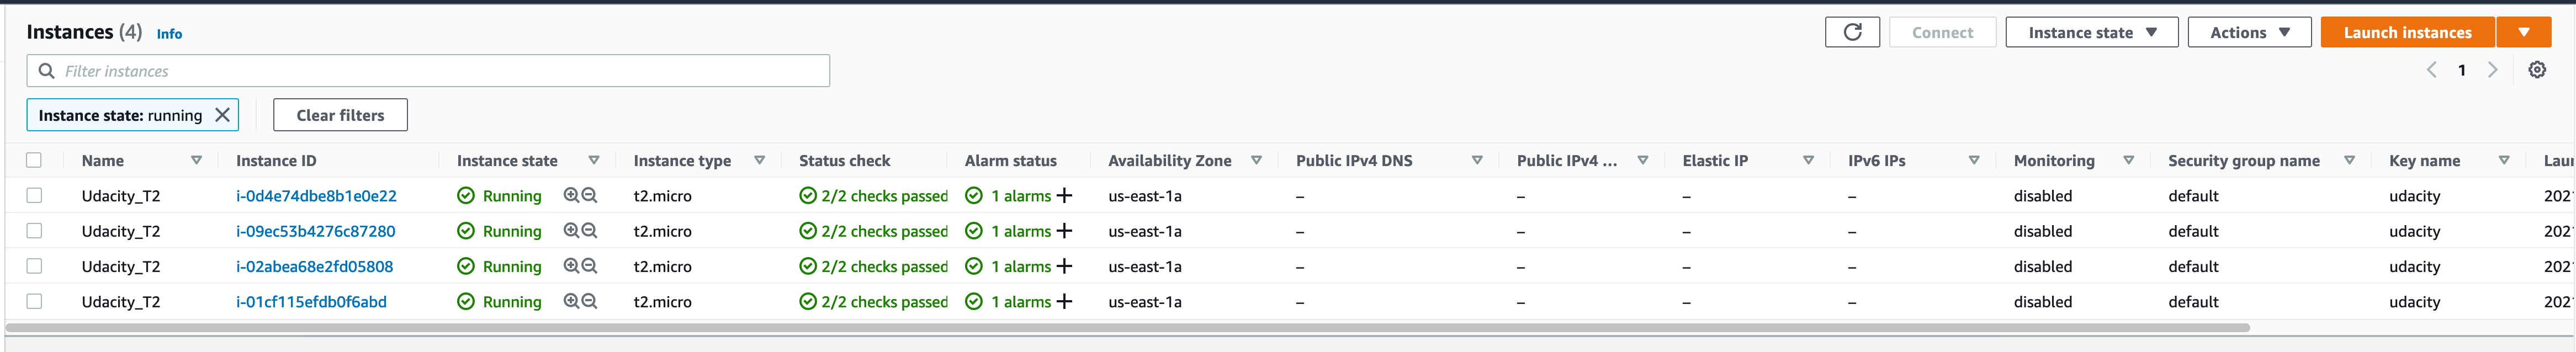 Instances (4) Info Connect Instance state Actions Launch instances
Filter instances 1
Instance state: running Clear filters
Name Instance ID Instance state Instance type Status check Alarm status Availability Zone Public IPv4 DNS Public IPv4 ... Elastic IP IPv6 IPs Monitoring Security group name Key name Lau
Udacity_T2 i-0d4e74dbe8b1e0e22 Running t2.micro 2/2 checks passed 1 alarms + us-east-1a – – – – disabled default udacity 202
Udacity_T2 i-09ec53b4276c87280 Running t2.micro 2/2 checks passed 1 alarms + us-east-1a – – – – disabled default udacity 202
Udacity_T2 i-02abea68e2fd05808 Running t2.micro 2/2 checks passed 1 alarms + us-east-1a – – – – disabled default udacity 202
Udacity_T2 i-01cf115efdb0f6abd Running t2.micro 2/2 checks passed 1 alarms + us-east-1a – – – – disabled default udacity 202